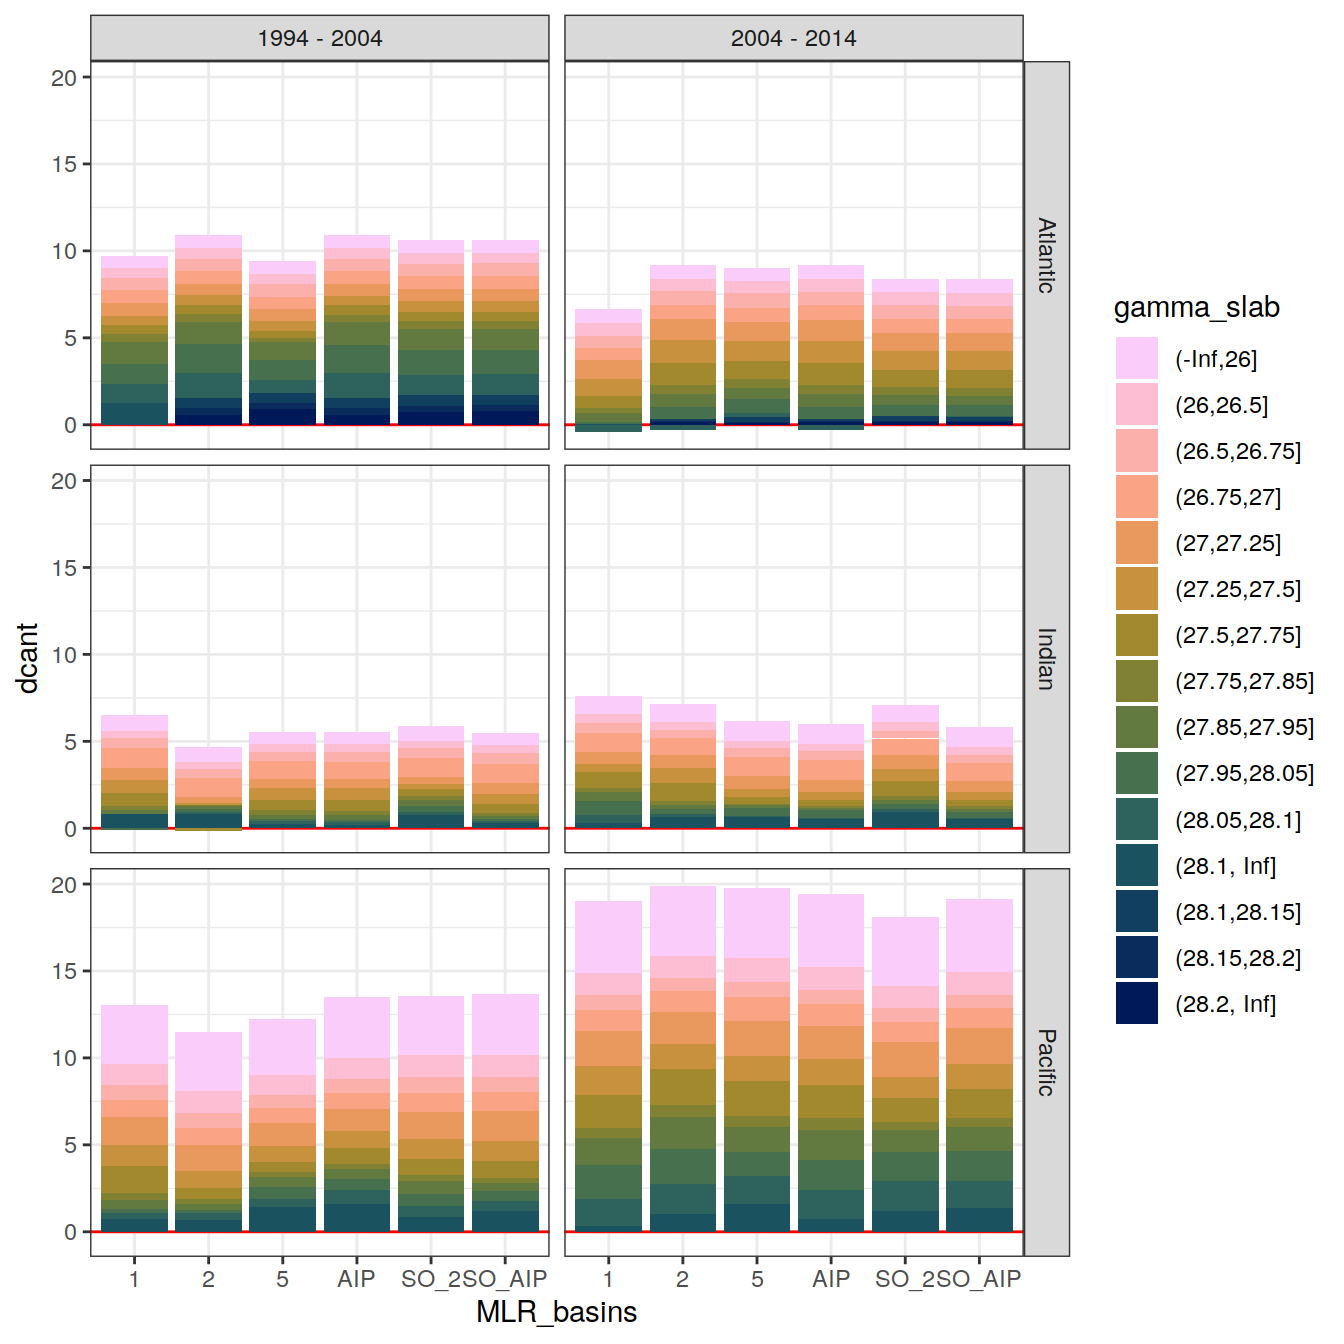 1994 - 2004
2004 - 2014
20
15
10
5
0
Atlantic
20
15
10
5
0
Indian
20
15
10
5
0
Pacific
dcant
1
2
5
AIP
SO_2
SO_AIP
1
2
5
AIP
SO_2
SO_AIP
MLR_basins
gamma_slab
(-Inf,26]
(26,26.5]
(26.5,26.75]
(26.75,27]
(27,27.25]
(27.25,27.5]
(27.5,27.75]
(27.75,27.85]
(27.85,27.95]
(27.95,28.05]
(28.05,28.1]
(28.1, Inf]
(28.1,28.15]
(28.15,28.2]
(28.2, Inf]